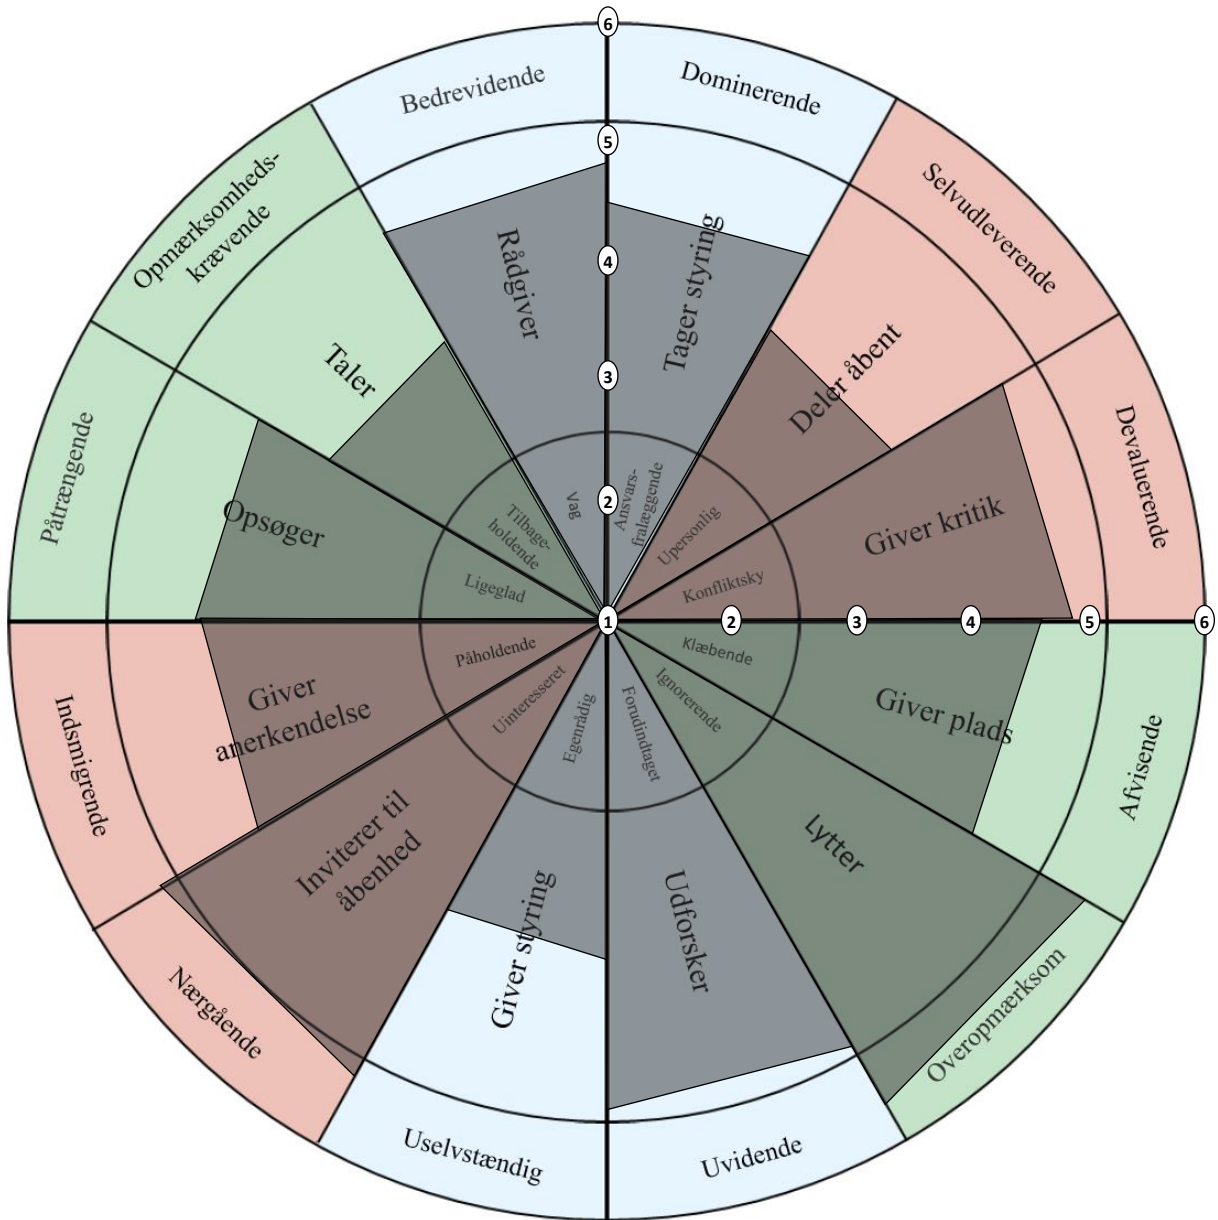 6
Bedrevidende
Dominerende
5
Opmærksomheds-
krævende
Selvudleverende
Rådgiver
4
Tager styring
Taler
3
Deler åbent
Påtrængende
Devaluerende
Opsøger
Giver kritik
Vag
2
Ansvars-
fralæggende
Tilbage-
holdende
Upersonlig
Ligeglad
Konfliktsky
1
2
3
4
5
6
Påholdende
Klæbende
Giver
anerkendelse
Uinteresseret
Egenrådig
Forudindtaget
Ignorerende
Giver plads
Indsmigrende
Afvisende
Inviterer til
åbenhed
Lytter
Giver styring
Udforsker
Nærgående
Overopmærksom
Uselvstændig
Uvidende